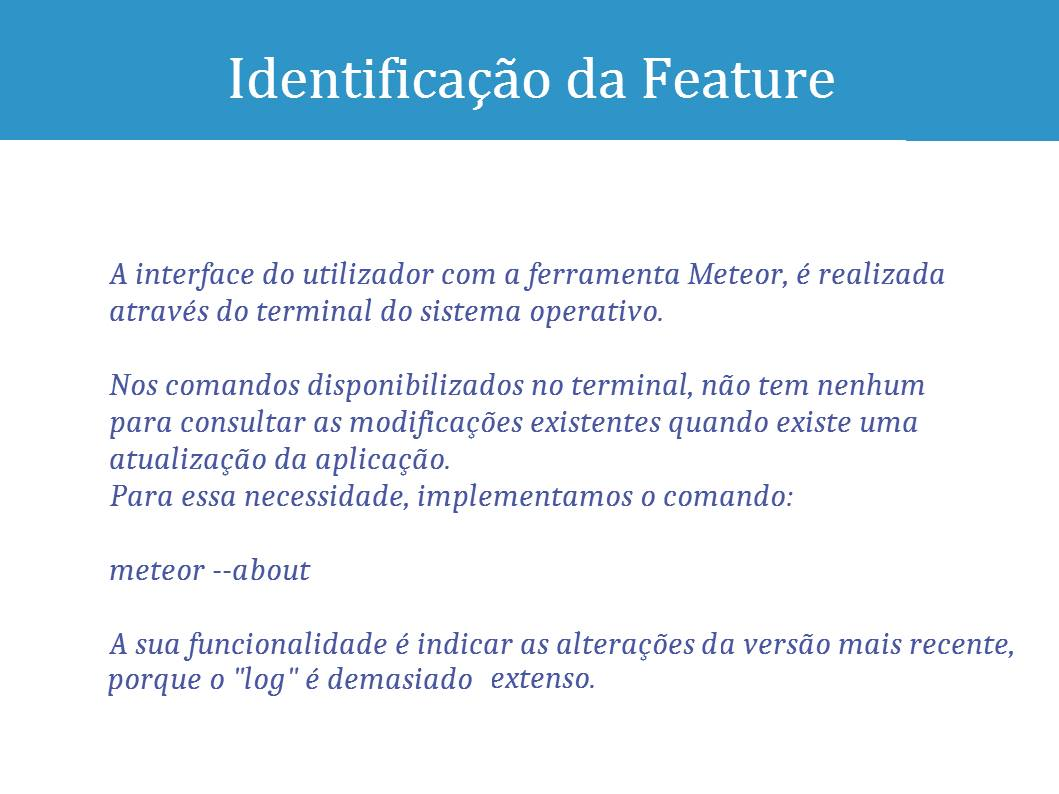 Identificação da Feature
A interface do utilizador com a ferramenta Meteor, é realizada
através do terminal do sistema operativo.
Nos comandos disponibilizados no terminal, não tem nenhum
para consultar as modificações existentes quando existe uma
atualização da aplicação.
Para essa necessidade, implementamos o comando:
meteor --about
A sua funcionalidade é indicar as alterações da versão mais recente,
porque o "log" é demasiado extenso.